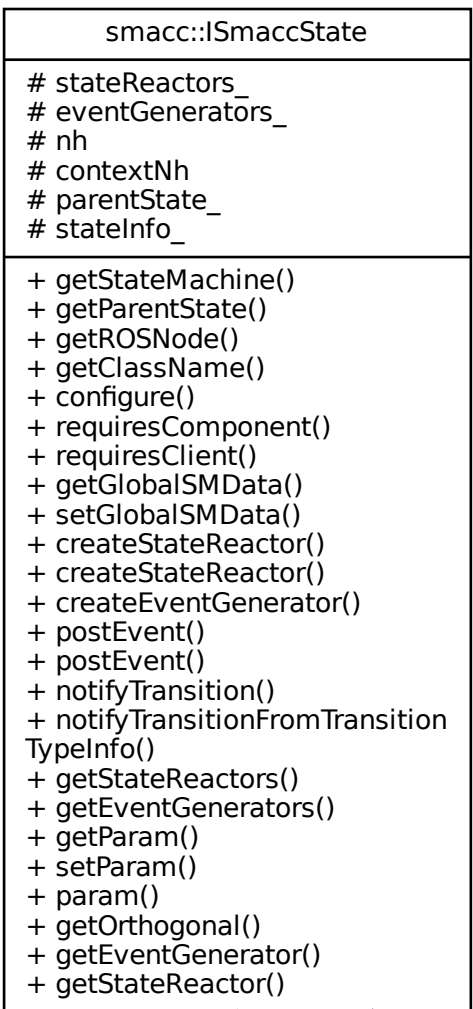 smacc::ISmaccState
# stateReactors_
# eventGenerators_
# nh
# contextNh
# parentState_
# stateInfo_
+ getStateMachine()
+ getParentState()
+ getROSNode()
+ getClassName()
+ configure()
+ requiresComponent()
+ requiresClient()
+ getGlobalSMData()
+ setGlobalSMData()
+ createStateReactor()
+ createStateReactor()
+ createEventGenerator()
+ postEvent()
+ postEvent()
+ notifyTransition()
+ notifyTransitionFromTransition
TypeInfo()
+ getStateReactors()
+ getEventGenerators()
+ getParam()
+ setParam()
+ param()
+ getOrthogonal()
+ getEventGenerator()
+ getStateReactor()